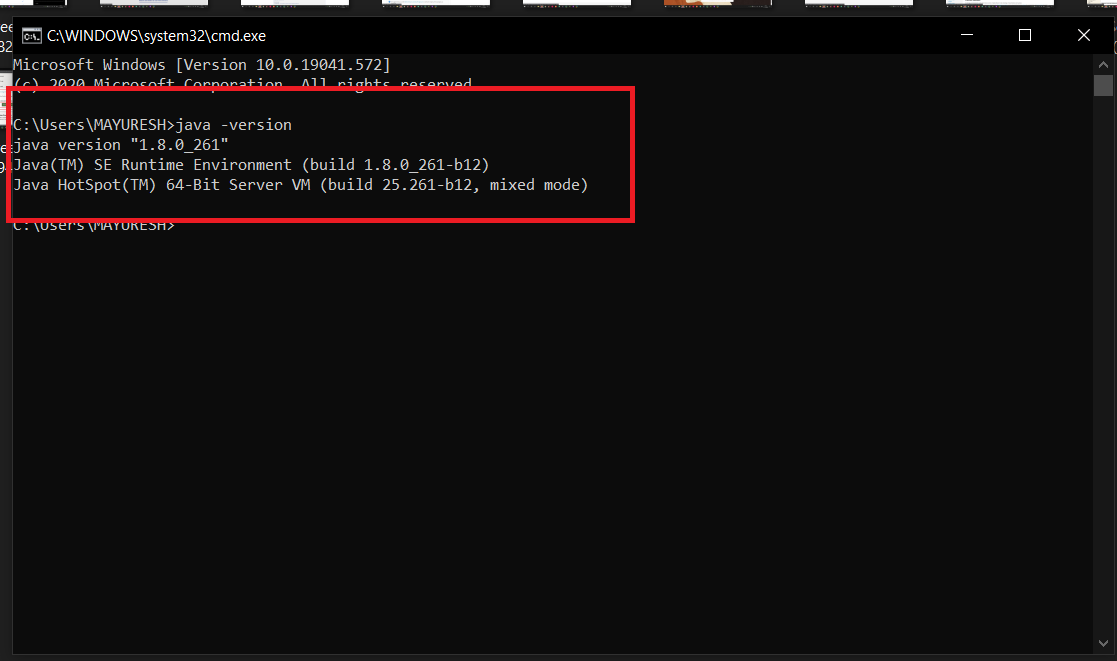 C:\WINDOWS\system32\cmd.exe
Microsoft Windows [Version 10.0.19041.572]
(c) 2020 Microsoft Corporation. All rights reserved.
C:\Users\MAYURESH>java -version
java version "1.8.0_261"
Java(TM) SE Runtime Environment (build 1.8.0_261-b12)
Java HotSpot(TM) 64-Bit Server VM (build 25.261-b12, mixed mode)
C:\Users\MAYURESH>